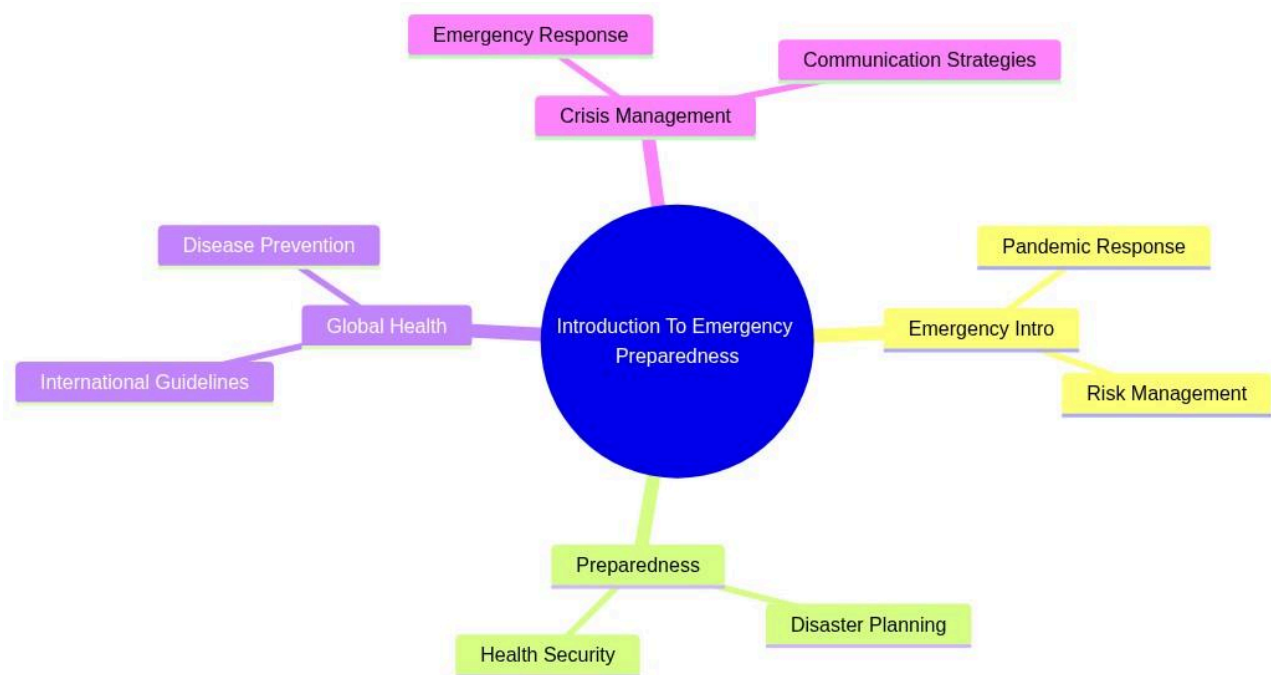 Emergency Response
Communication Strategies
Crisis Management
Disease Prevention
Pandemic Response
Global Health
Introduction To Emergency
Preparedness
Emergency Intro
International Guidelines
Risk Management
Preparedness
Disaster Planning
Health Security